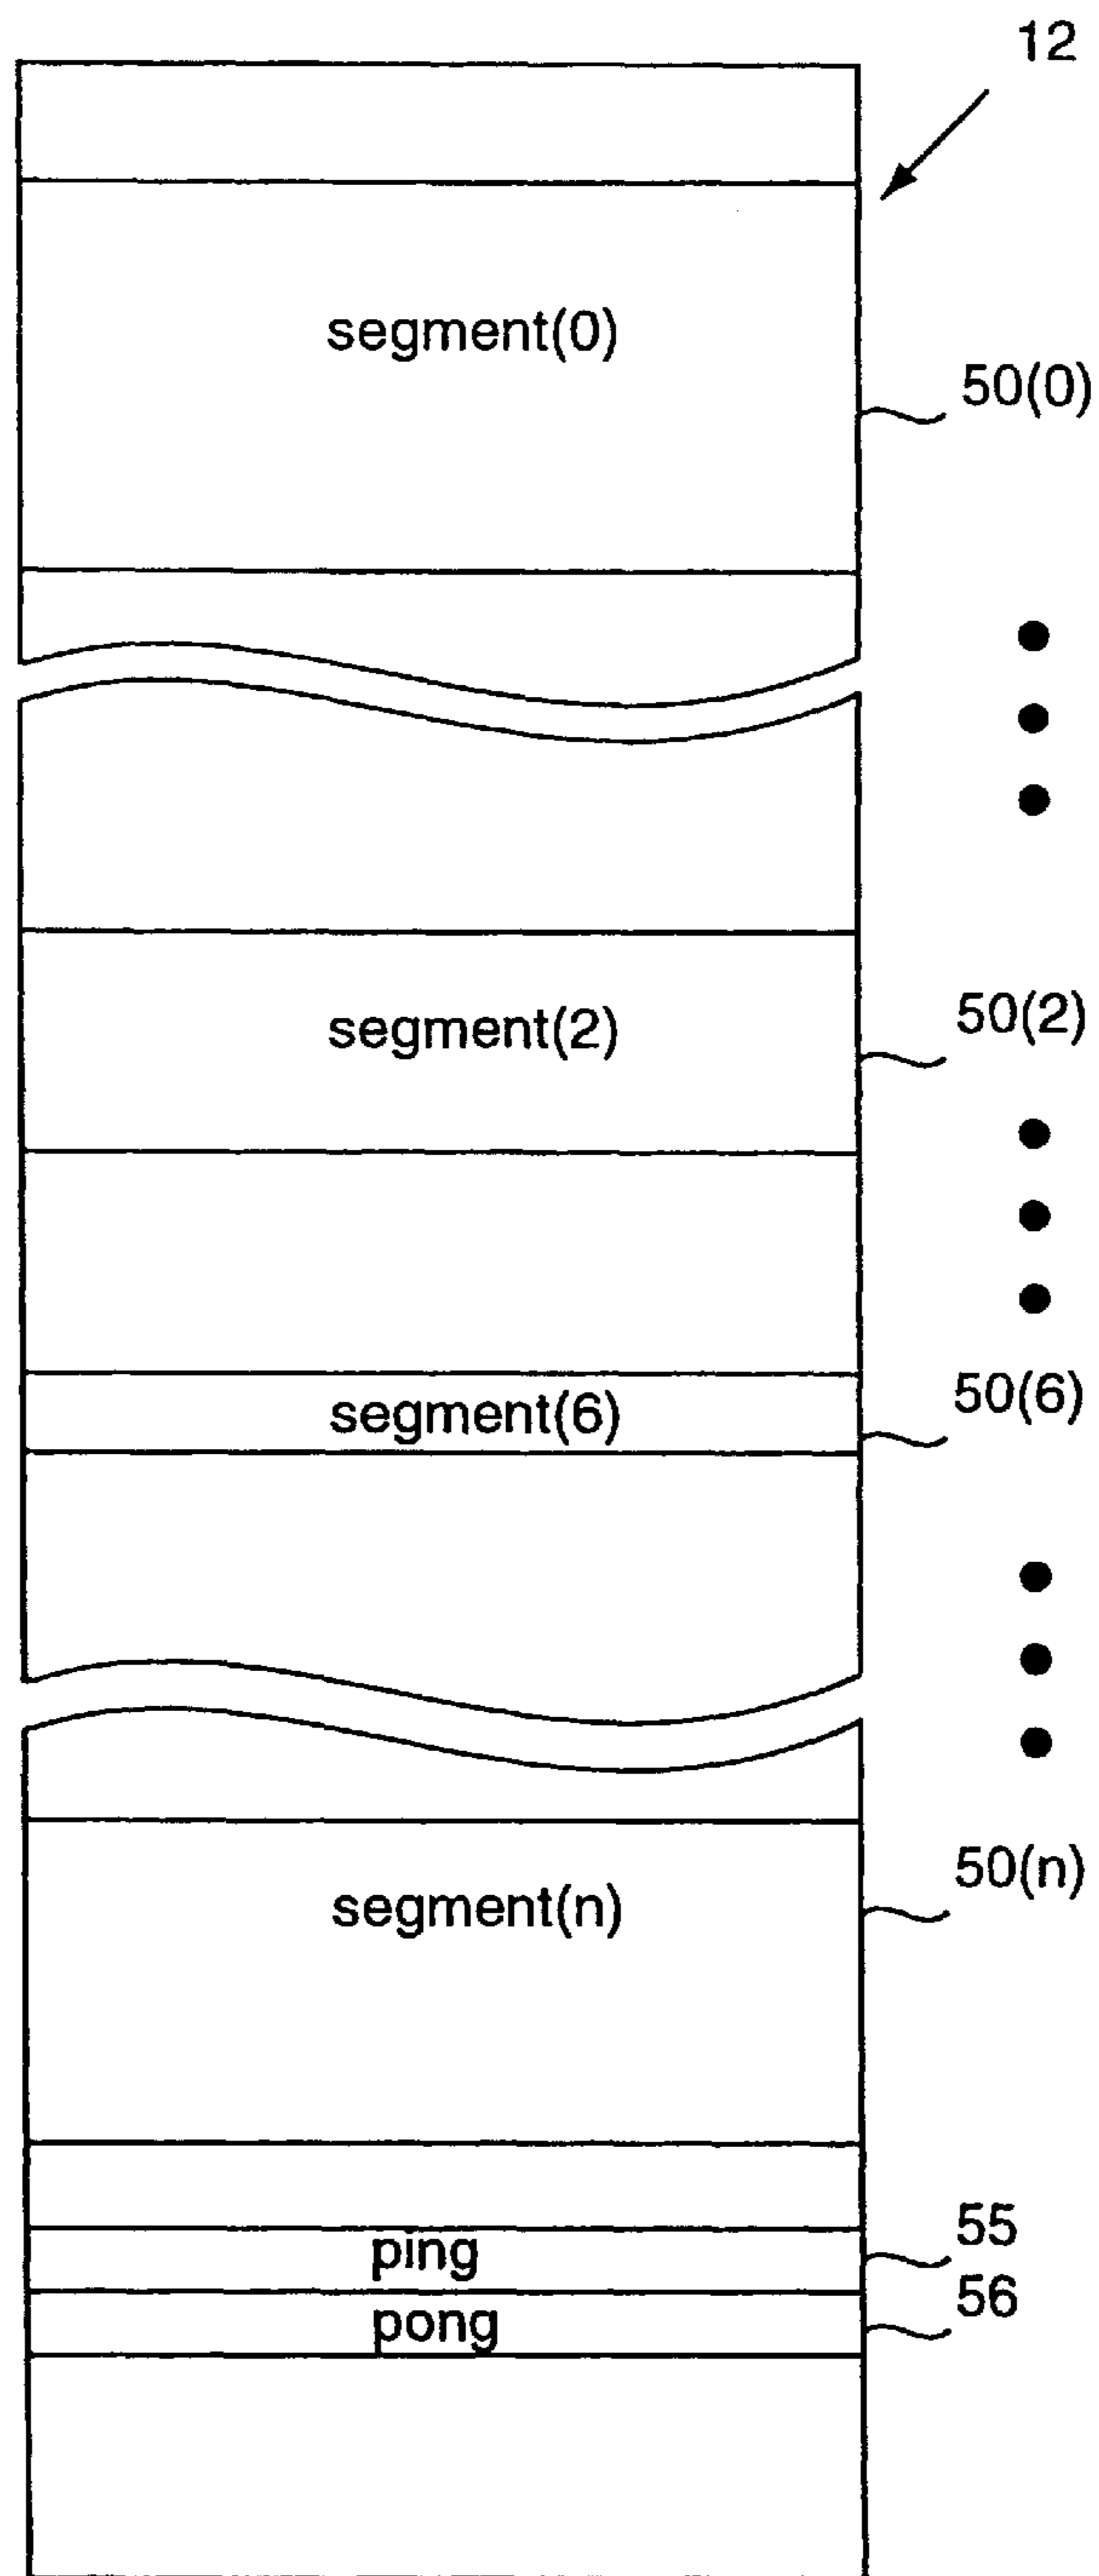 12
segment(0)
50(0)
segment(2)
50(2)
segment(6)
50(6)
segment(n)
50(n)
ping
55
pong
56